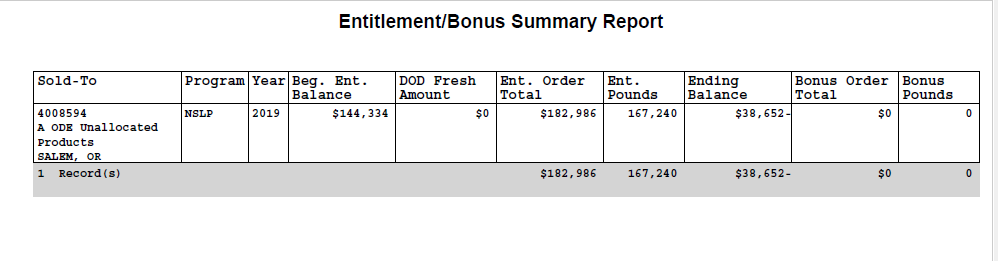 Entitlement/Bonus Summary Report
Sold-To Program Year Beg. Ent. Balance DOD Fresh Amount Ent. Order Total Ent. Pounds Ending Balance Bonus Order Total Bonus Pounds
4008594 NSLP 2019 $144,334 $0 $182,986 167,240 $38,652- $0 0
A ODE Unallocated
Products
SALEM, OR
1 Record(s) $182,986 167,240 $38,652- $0 0